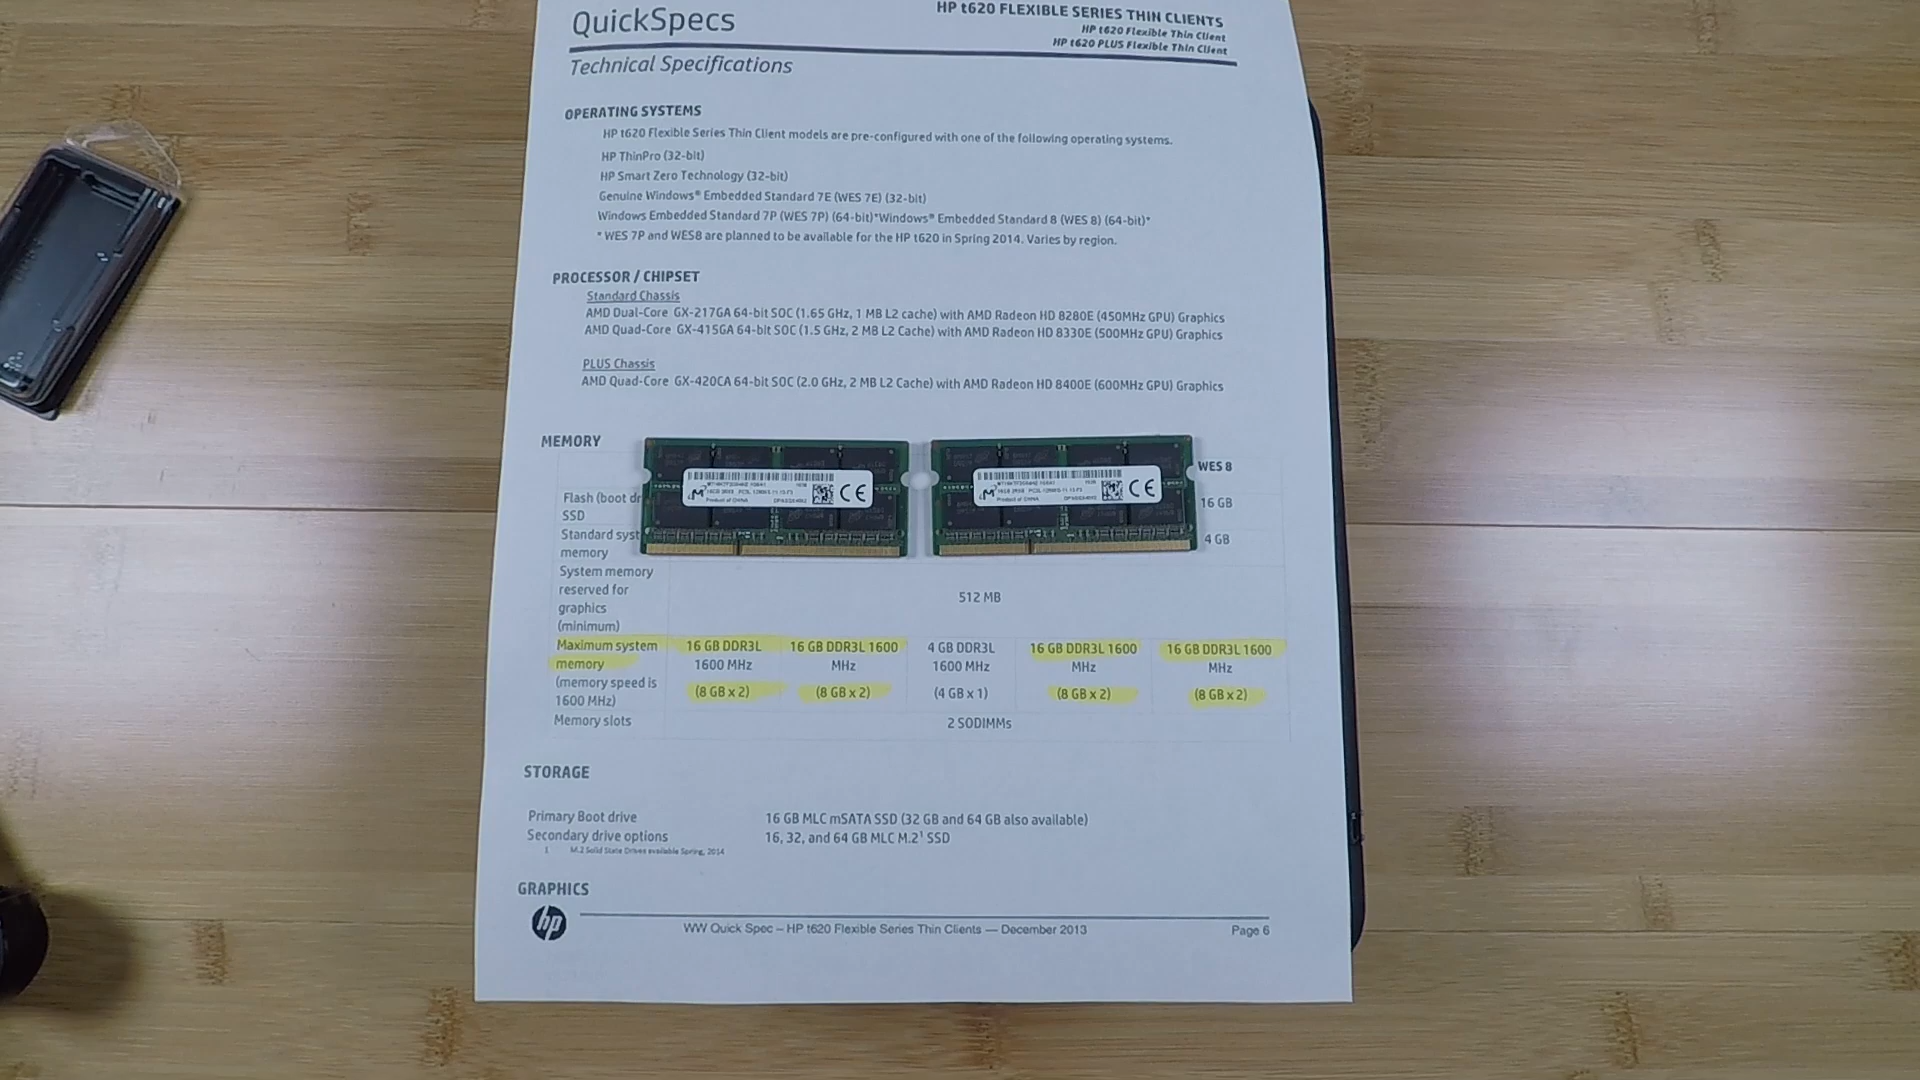 QuickSpecs
HP t620 FLEXIBLE SERIES THIN CLIENTS
HP t620 Flexible Thin Client
HP t620 PLUS Flexible Thin Client
Technical Specifications
OPERATING SYSTEMS
HP t620 Flexible Series Thin Client models are pre-configured with one of the following operating systems.
HP ThinPro (32-bit)
HP Smart Zero Technology (32-bit)
Genuine Windows® Embedded Standard 7E (WES 7E) (32-bit)
Windows Embedded Standard 7P (WES 7P) (64-bit)*Windows® Embedded Standard 8 (WES 8) (64-bit)*
* WES 7P and WES8 are planned to be available for the HP t620 in Spring 2014. Varies by region.
PROCESSOR / CHIPSET
Standard Chassis
AMD Dual-Core GX-217GA 64-bit SOC (1.65 GHz, 1 MB L2 cache) with AMD Radeon HD 8280E (450MHz GPU) Graphics
AMD Quad-Core GX-415GA 64-bit SOC (1.5 GHz, 2 MB L2 Cache) with AMD Radeon HD 8330E (500MHz GPU) Graphics
PLUS Chassis
AMD Quad-Core GX-420CA 64-bit SOC (2.0 GHz, 2 MB L2 Cache) with AMD Radeon HD 8400E (600MHz GPU) Graphics
MEMORY
WES 8
Flash (boot dr
SSD
16 GB
Standard syst
memory
4 GB
Product of CHINA
CE
Product of CHINA
CE
System memory
reserved for
graphics
(minimum)
512 MB
Maximum system
memory
(memory speed is
1600 MHz)
16 GB DDR3L
1600 MHz
(8 GB x 2)
16 GB DDR3L 1600
MHz
(8 GB x 2)
4 GB DDR3L
1600 MHz
(4 GB x 1)
16 GB DDR3L 1600
MHz
(8 GB x 2)
16 GB DDR3L 1600
MHz
(8 GB x 2)
Memory slots
2 SODIMMs
STORAGE
Primary Boot drive
16 GB MLC mSATA SSD (32 GB and 64 GB also available)
Secondary drive options
16, 32, and 64 GB MLC M.2¹ SSD
1 M.2 Solid State Drives available Spring, 2014
GRAPHICS
hp
WW Quick Spec – HP t620 Flexible Series Thin Clients — December 2013
Page 6